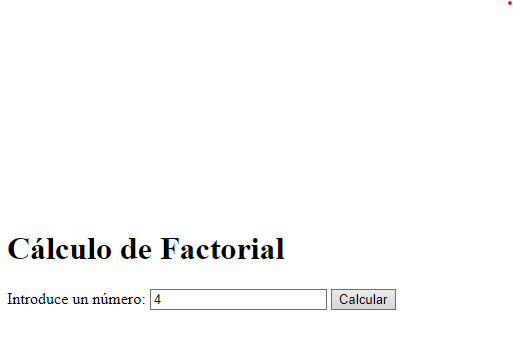 Cálculo de Factorial
Introduce un número: 4 Calcular